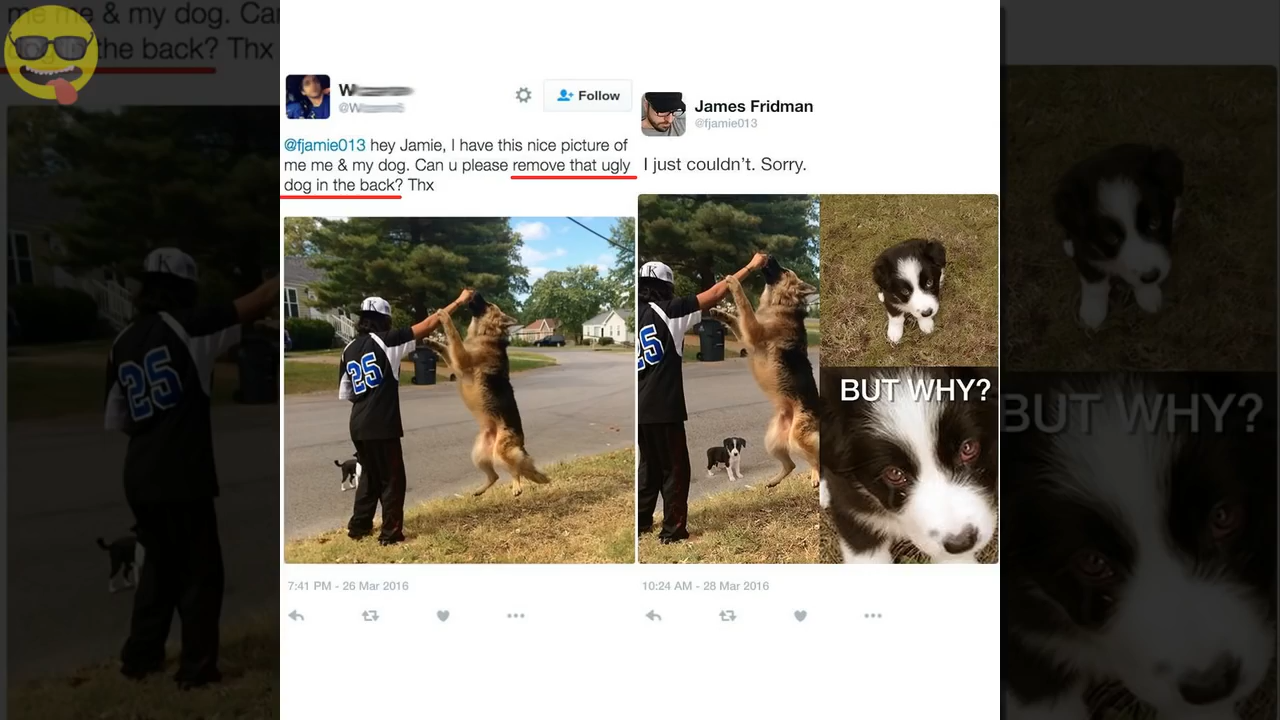 me me & my dog. Ca
the back? Thx
W
@W
Follow
@fjamie013 hey Jamie, I have this nice picture of
me me & my dog. Can u please remove that ugly
dog in the back? Thx
K
25
7:41 PM - 26 Mar 2016
James Fridman
@fjamie013
I just couldn't. Sorry.
K
25
BUT WHY?
10:24 AM - 28 Mar 2016
K
25
BUT WHY?